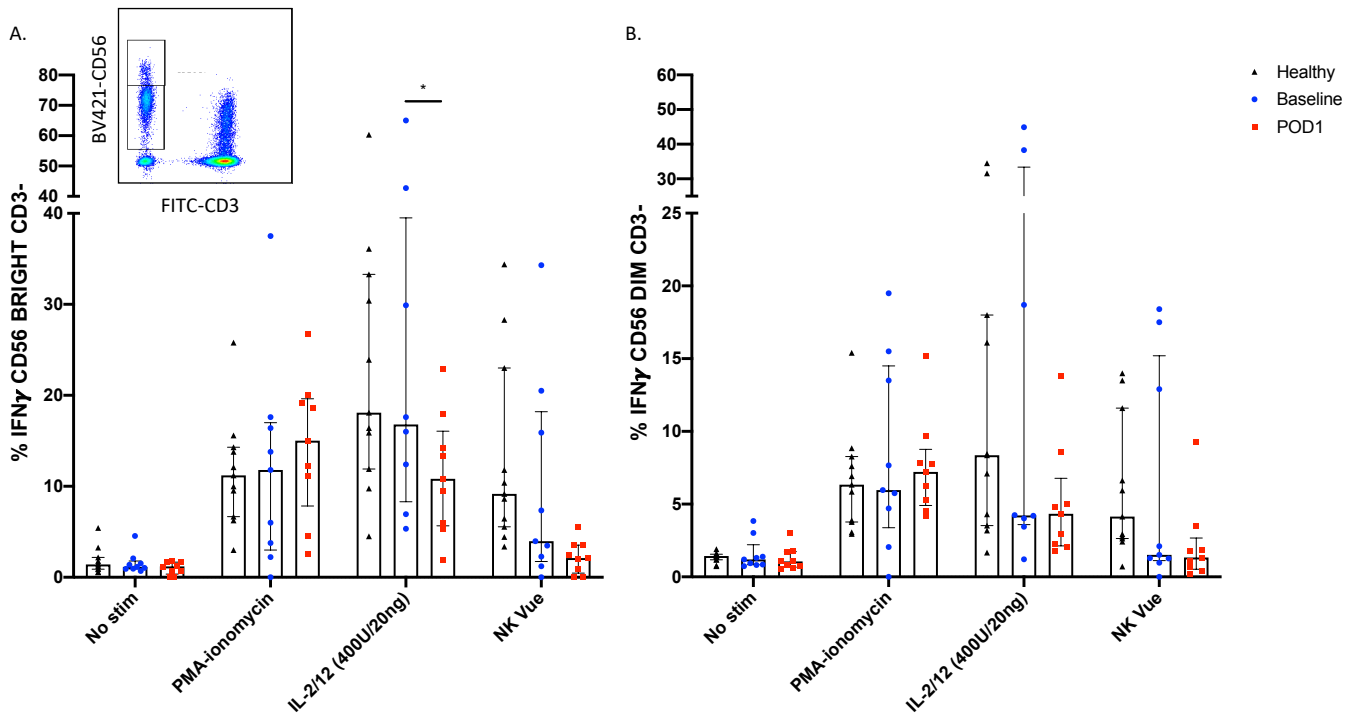 A.
BV421-CD56
FITC-CD3
% IFNγ CD56 BRIGHT CD3-
80
70
60
50
40
40
30
20
10
0
*
No stim
PMA-ionomycin
IL-2/12 (400U/20ng)
NK Vue
B.
% IFNγ CD56 DIM CD3-
60
50
40
30
25
20
15
10
5
0
No stim
PMA-ionomycin
IL-2/12 (400U/20ng)
NK Vue
Healthy
Baseline
POD1